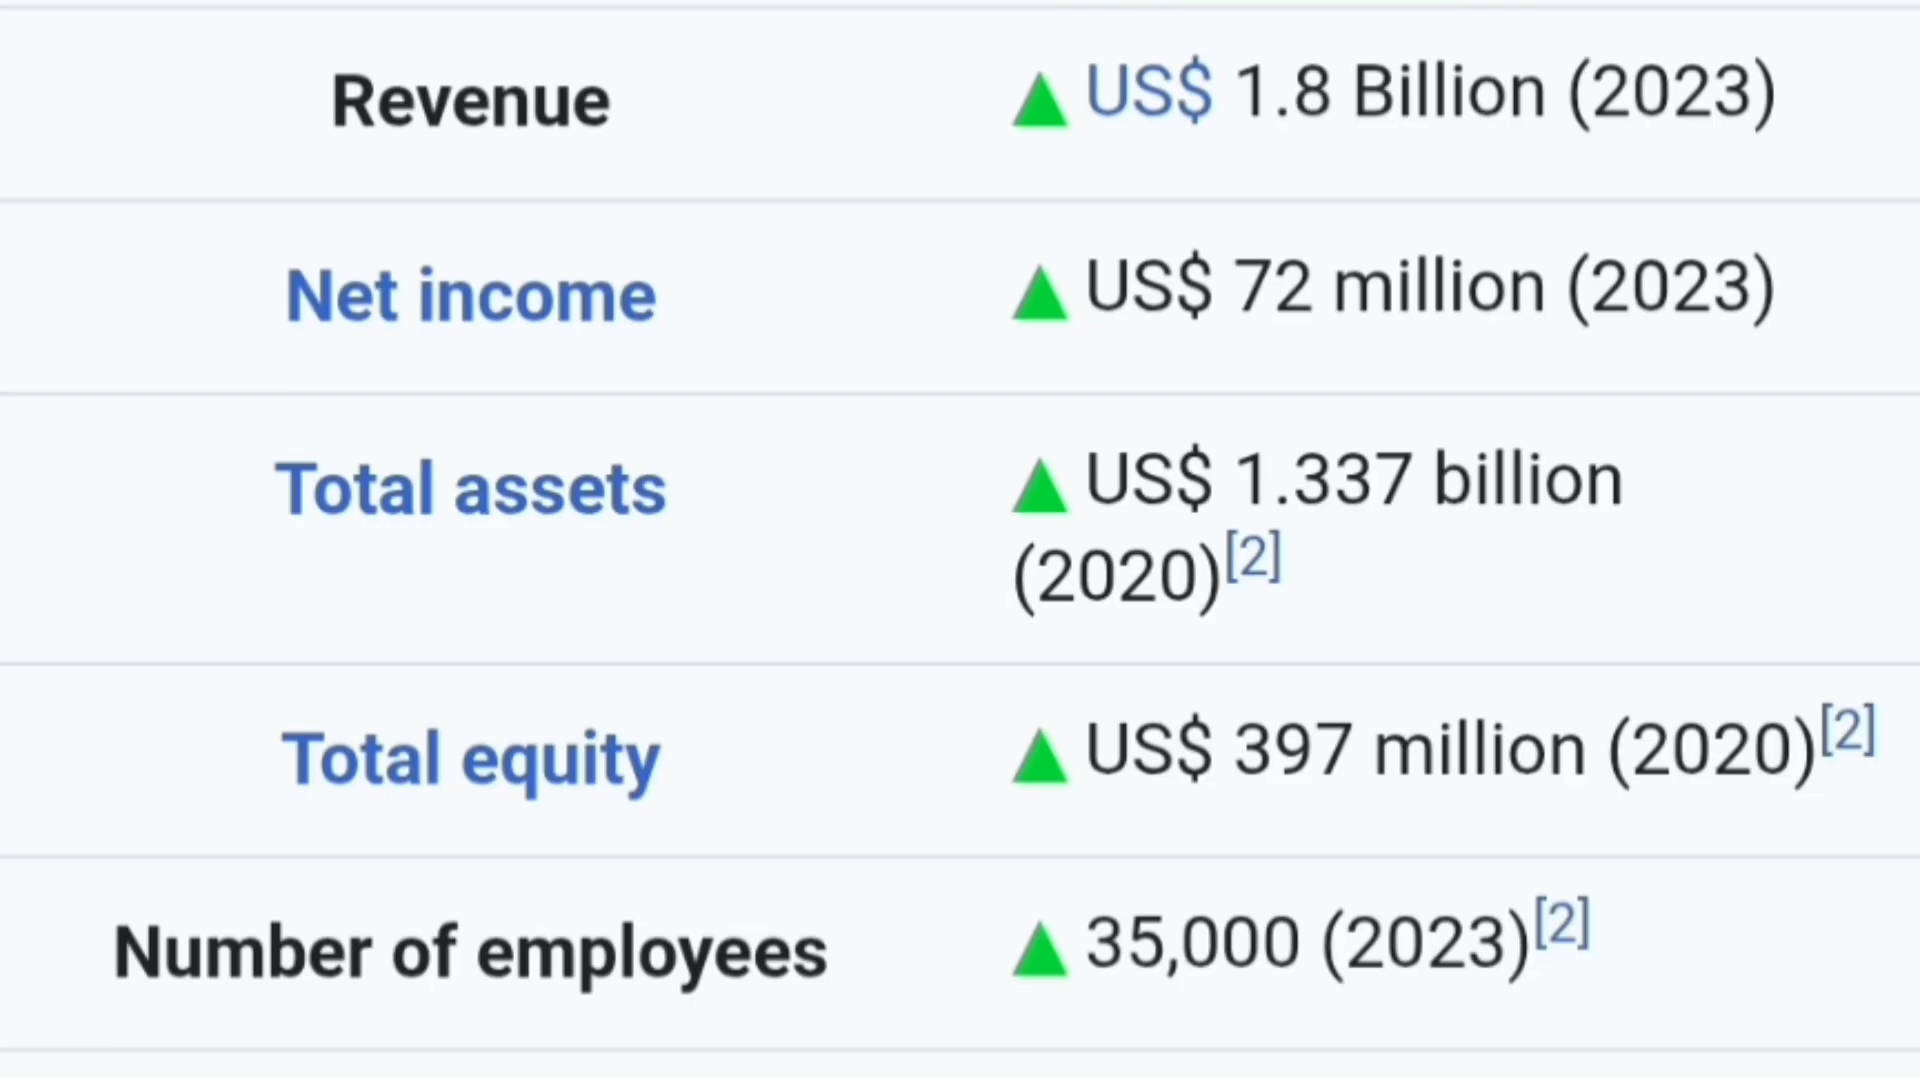 Revenue ▲ US$ 1.8 Billion (2023)
Net income ▲ US$ 72 million (2023)
Total assets ▲ US$ 1.337 billion
(2020)[2]
Total equity ▲ US$ 397 million (2020)[2]
Number of employees ▲ 35,000 (2023)[2]